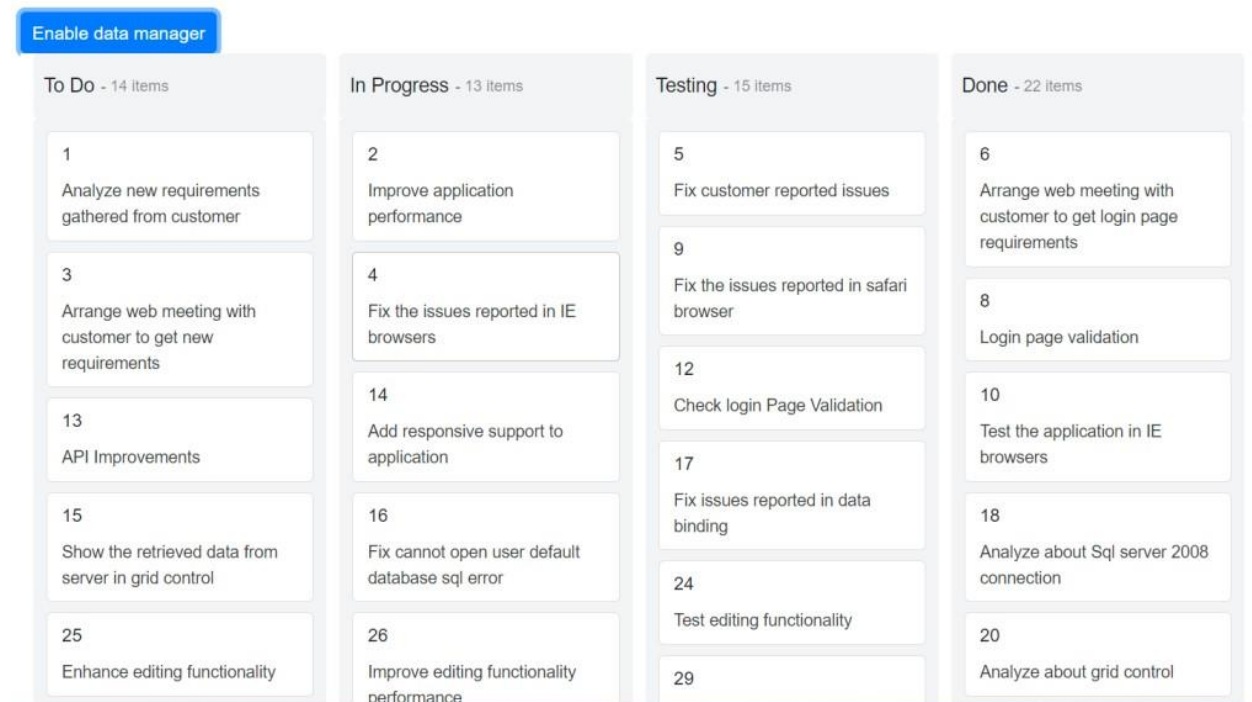 Enable data manager
To Do - 14 items
1
Analyze new requirements
gathered from customer
3
Arrange web meeting with
customer to get new
requirements
13
API Improvements
15
Show the retrieved data from
server in grid control
25
Enhance editing functionality
In Progress - 13 items
2
Improve application
performance
4
Fix the issues reported in IE
browsers
14
Add responsive support to
application
16
Fix cannot open user default
database sql error
26
Improve editing functionality
performance
Testing - 15 items
5
Fix customer reported issues
9
Fix the issues reported in safari
browser
12
Check login Page Validation
17
Fix issues reported in data
binding
24
Test editing functionality
29
Done - 22 items
6
Arrange web meeting with
customer to get login page
requirements
8
Login page validation
10
Test the application in IE
browsers
18
Analyze about Sql server 2008
connection
20
Analyze about grid control